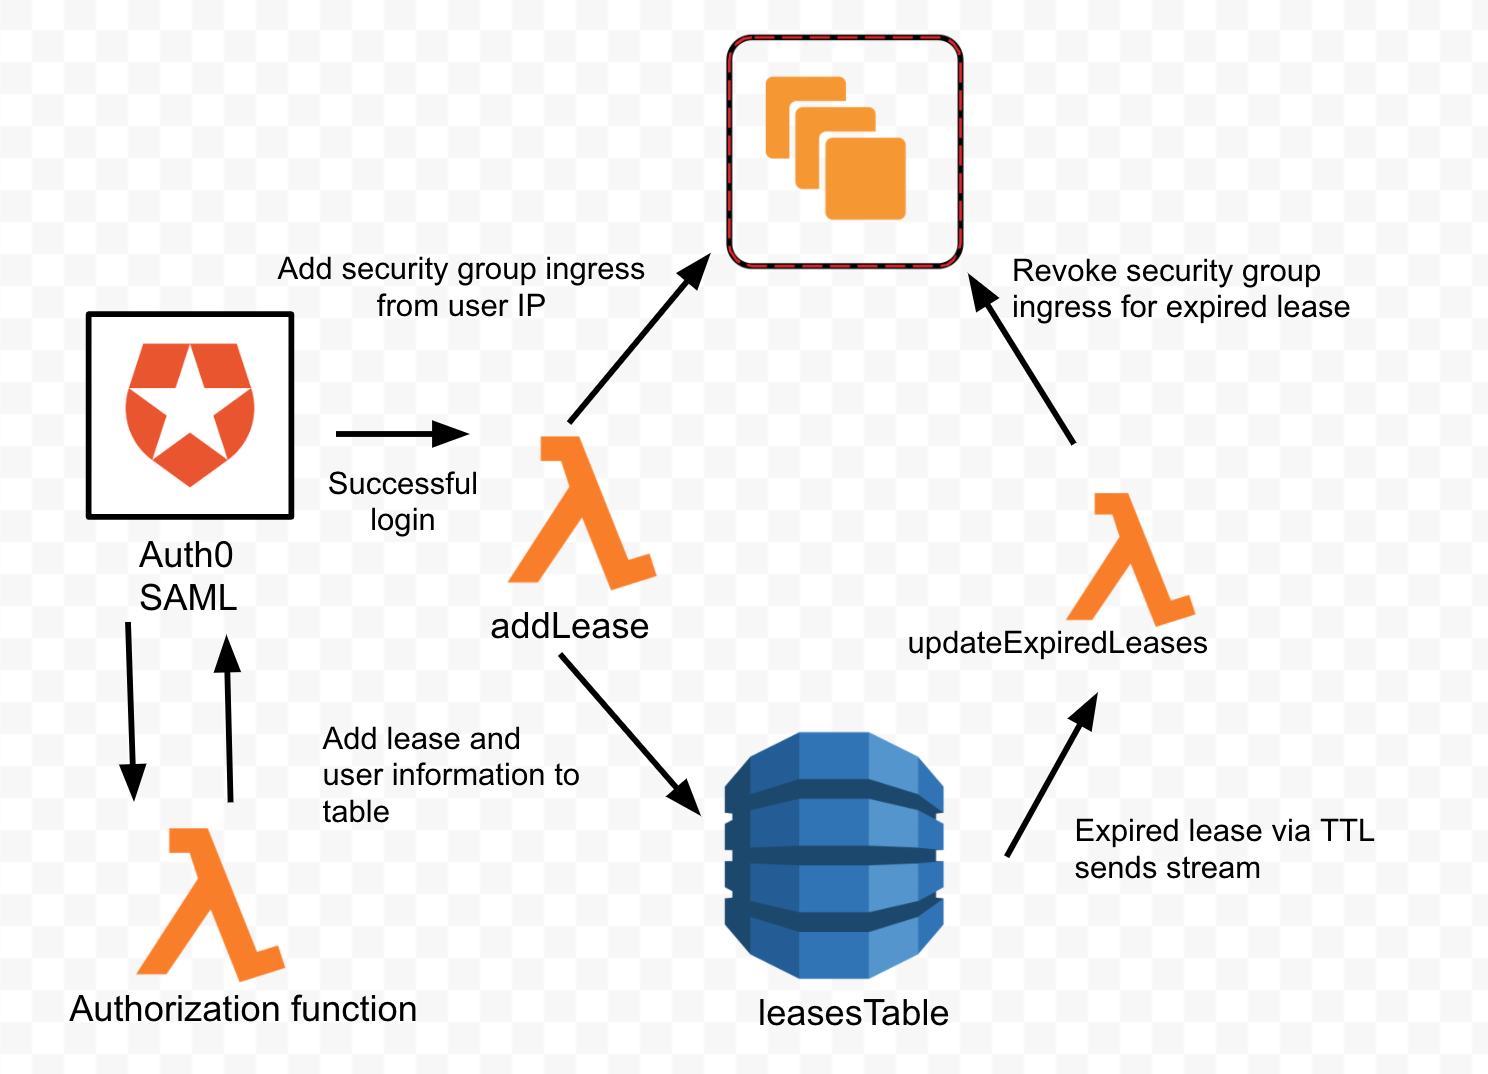 Add security group ingress
from user IP
Revoke security group
ingress for expired lease
Successful
login
Auth0
SAML
addLease
updateExpiredLeases
Add lease and
user information to
table
Expired lease via TTL
sends stream
Authorization function
leasesTable